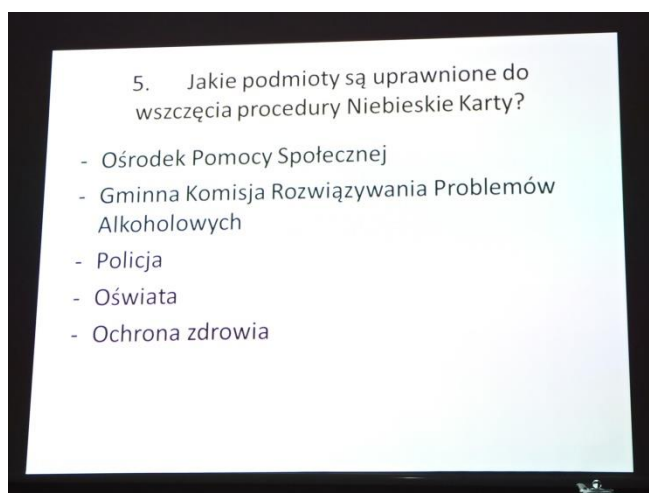 5. Jakie podmioty są uprawnione do
wszczęcia procedury Niebieskie Karty?
- Ośrodek Pomocy Społecznej
- Gminna Komisja Rozwiązywania Problemów
Alkoholowych
- Policja
- Oświata
- Ochrona zdrowia